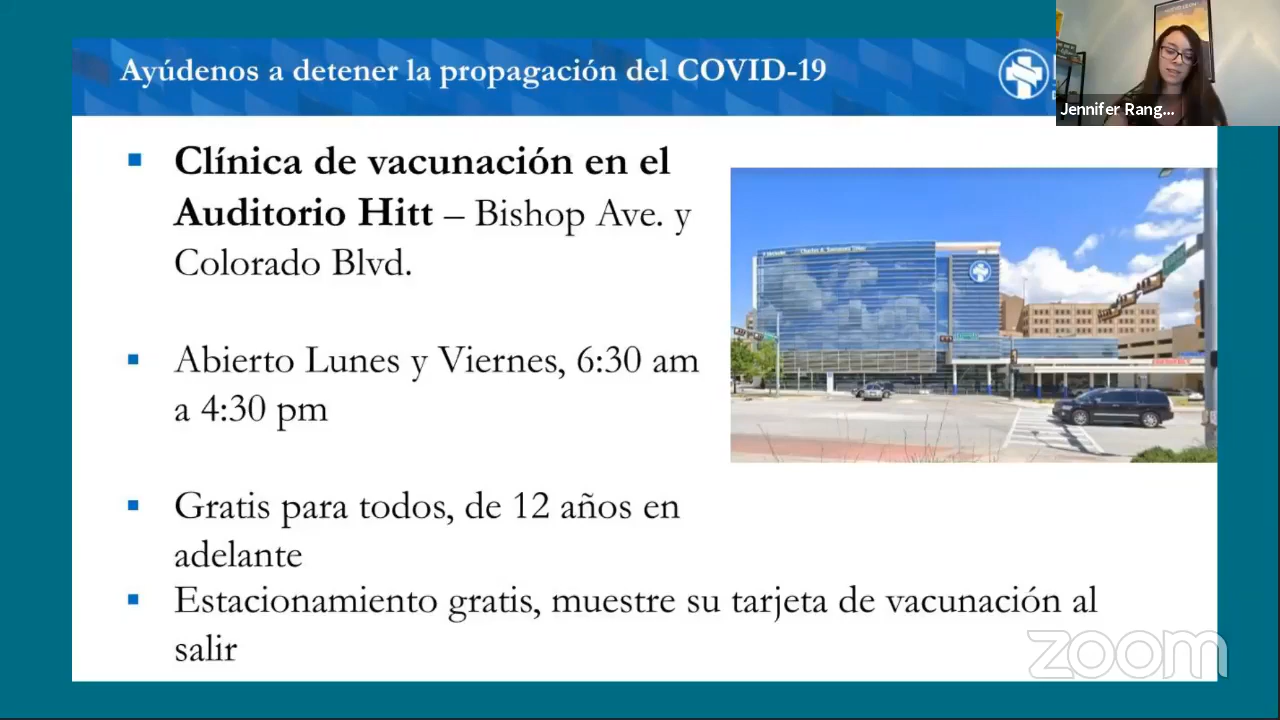 Ayúdenos a detener la propagación del COVID-19
Jennifer Rang...
▪ Clínica de vacunación en el
Auditorio Hitt – Bishop Ave. y
Colorado Blvd.
▪ Abierto Lunes y Viernes, 6:30 am
a 4:30 pm
▪ Gratis para todos, de 12 años en
adelante
▪ Estacionamiento gratis, muestre su tarjeta de vacunación al
salir
zoom